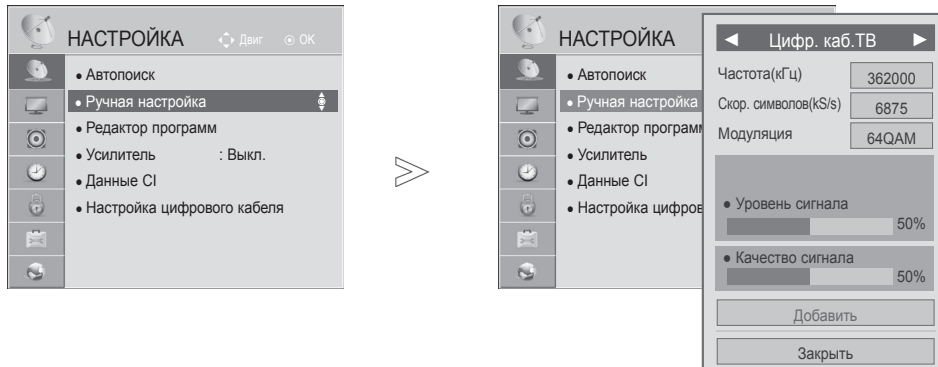 НАСТРОЙКА Двиг OK
● Автопоиск
● Ручная настройка
● Редактор программ
● Усилитель : Выкл.
● Данные CI
● Настройка цифрового кабеля
НАСТРОЙКА
● Автопоиск
● Ручная настройка
● Редактор программ
● Усилитель
● Данные CI
● Настройка цифров
◀ Цифр. каб.ТВ ▶
Частота(кГц) 362000
Скор. символов(kS/s) 6875
Модуляция 64QAM
● Уровень сигнала
50%
● Качество сигнала
50%
Добавить
Закрыть